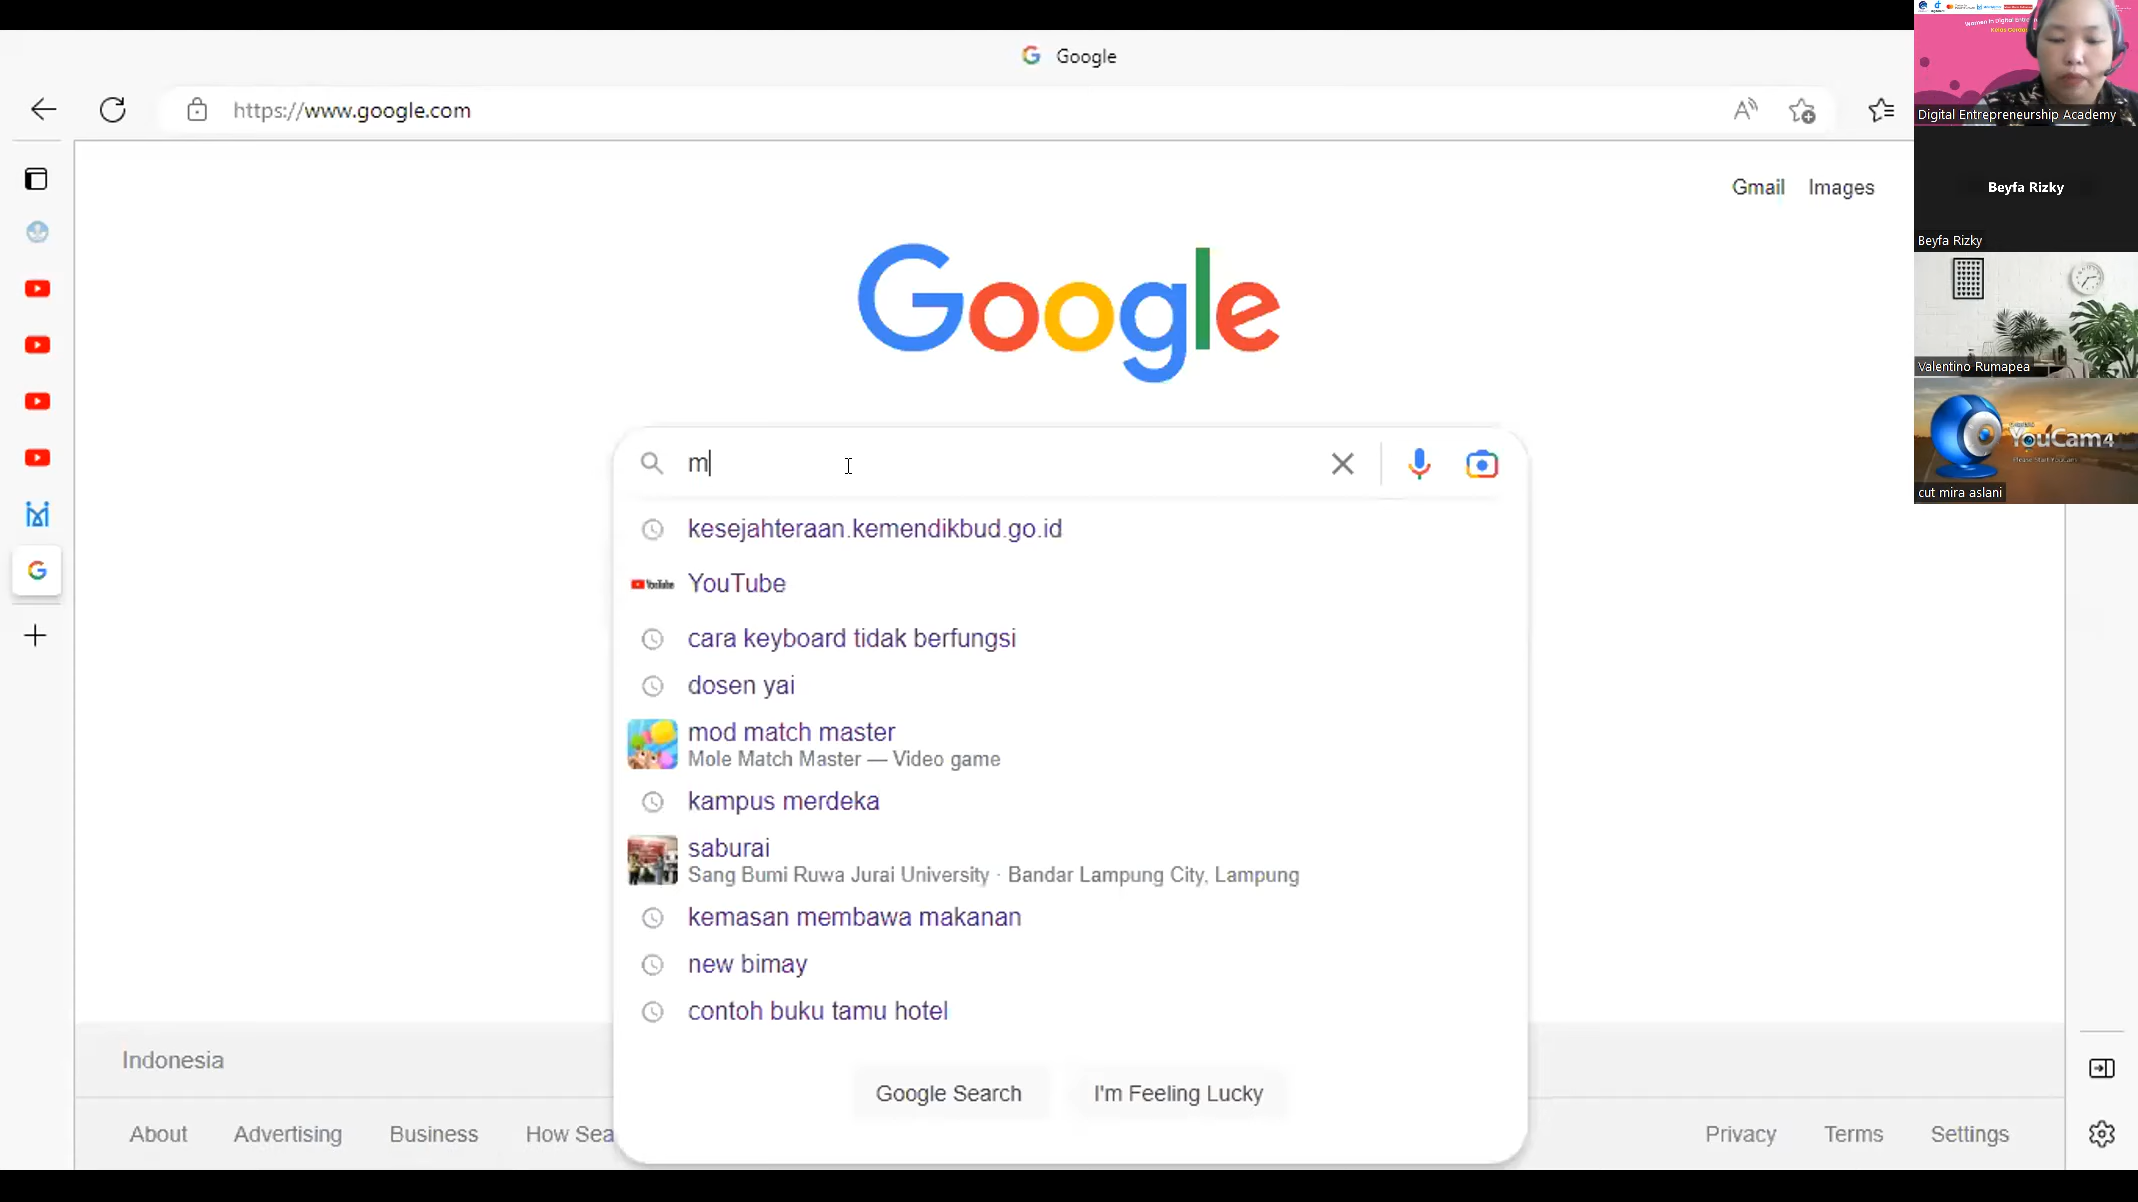 Google
https://www.google.com
Gmail Images
Google
m
kesejahteraan.kemendikbud.go.id
YouTube YouTube
cara keyboard tidak berfungsi
dosen yai
mod match master
Mole Match Master — Video game
kampus merdeka
saburai
Sang Bumi Ruwa Jurai University · Bandar Lampung City, Lampung
kemasan membawa makanan
new bimay
contoh buku tamu hotel
Google Search I'm Feeling Lucky
Indonesia
About Advertising Business How Sea
Privacy Terms Settings
Digital Entrepreneurship Academy
Beyfa Rizky
Beyfa Rizky
Valentino Rumapea
YouCam4
cut mira aslani